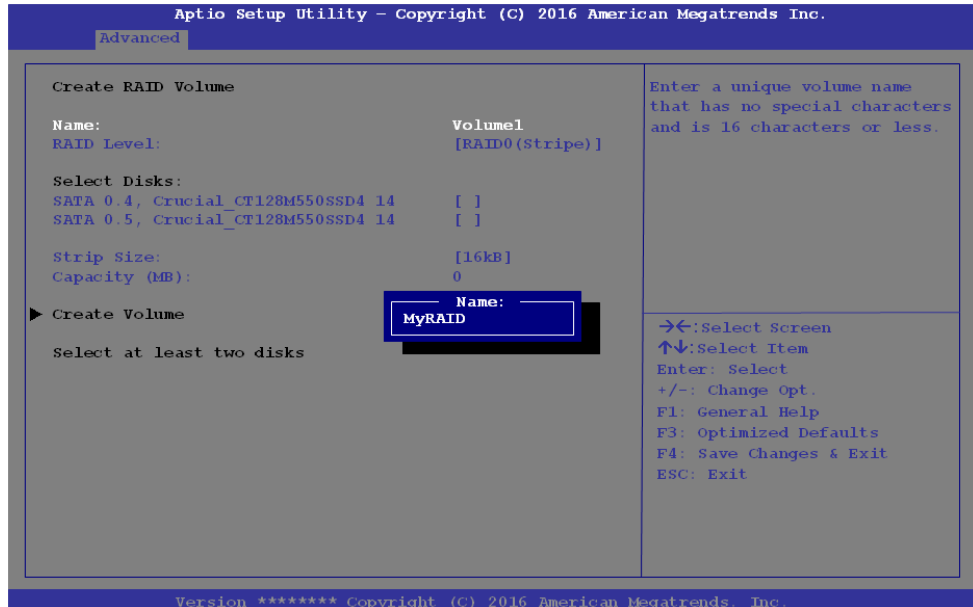 Aptio Setup Utility – Copyright (C) 2016 American Megatrends Inc.
Advanced
Create RAID Volume
Name: Volume1
RAID Level: [RAID0(Stripe)]
Select Disks:
SATA 0.4, Crucial_CT128M550SSD4 14 [ ]
SATA 0.5, Crucial_CT128M550SSD4 14 [ ]
Strip Size: [16kB]
Capacity (MB): 0
▶ Create Volume
Select at least two disks
Name:
MyRAID
Enter a unique volume name
that has no special characters
and is 16 characters or less.
→←:Select Screen
↑↓:Select Item
Enter: Select
+/-: Change Opt.
F1: General Help
F3: Optimized Defaults
F4: Save Changes & Exit
ESC: Exit
Version ******** Copyright (C) 2016 American Megatrends, Inc.